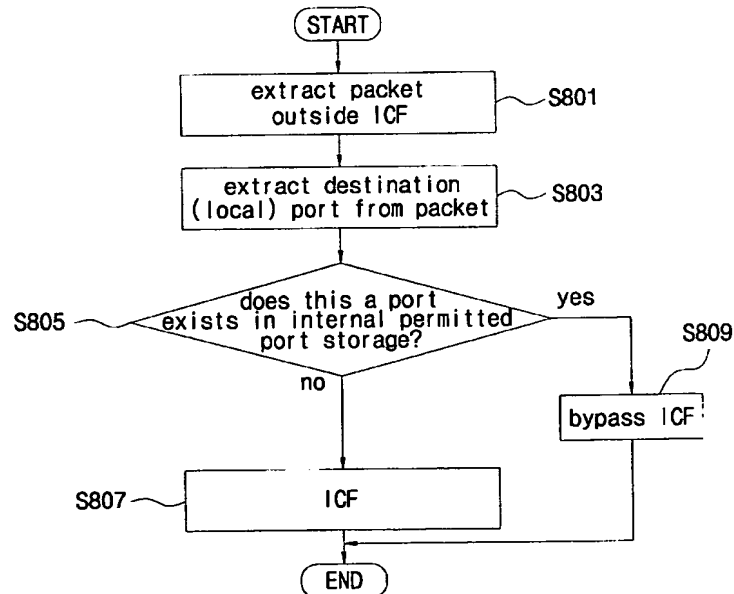 START
extract packet
outside ICF
S801
extract destination
(local) port from packet
S803
does this a port
exists in internal permitted
port storage?
S805
yes
no
S809
bypass ICF
S807
ICF
END